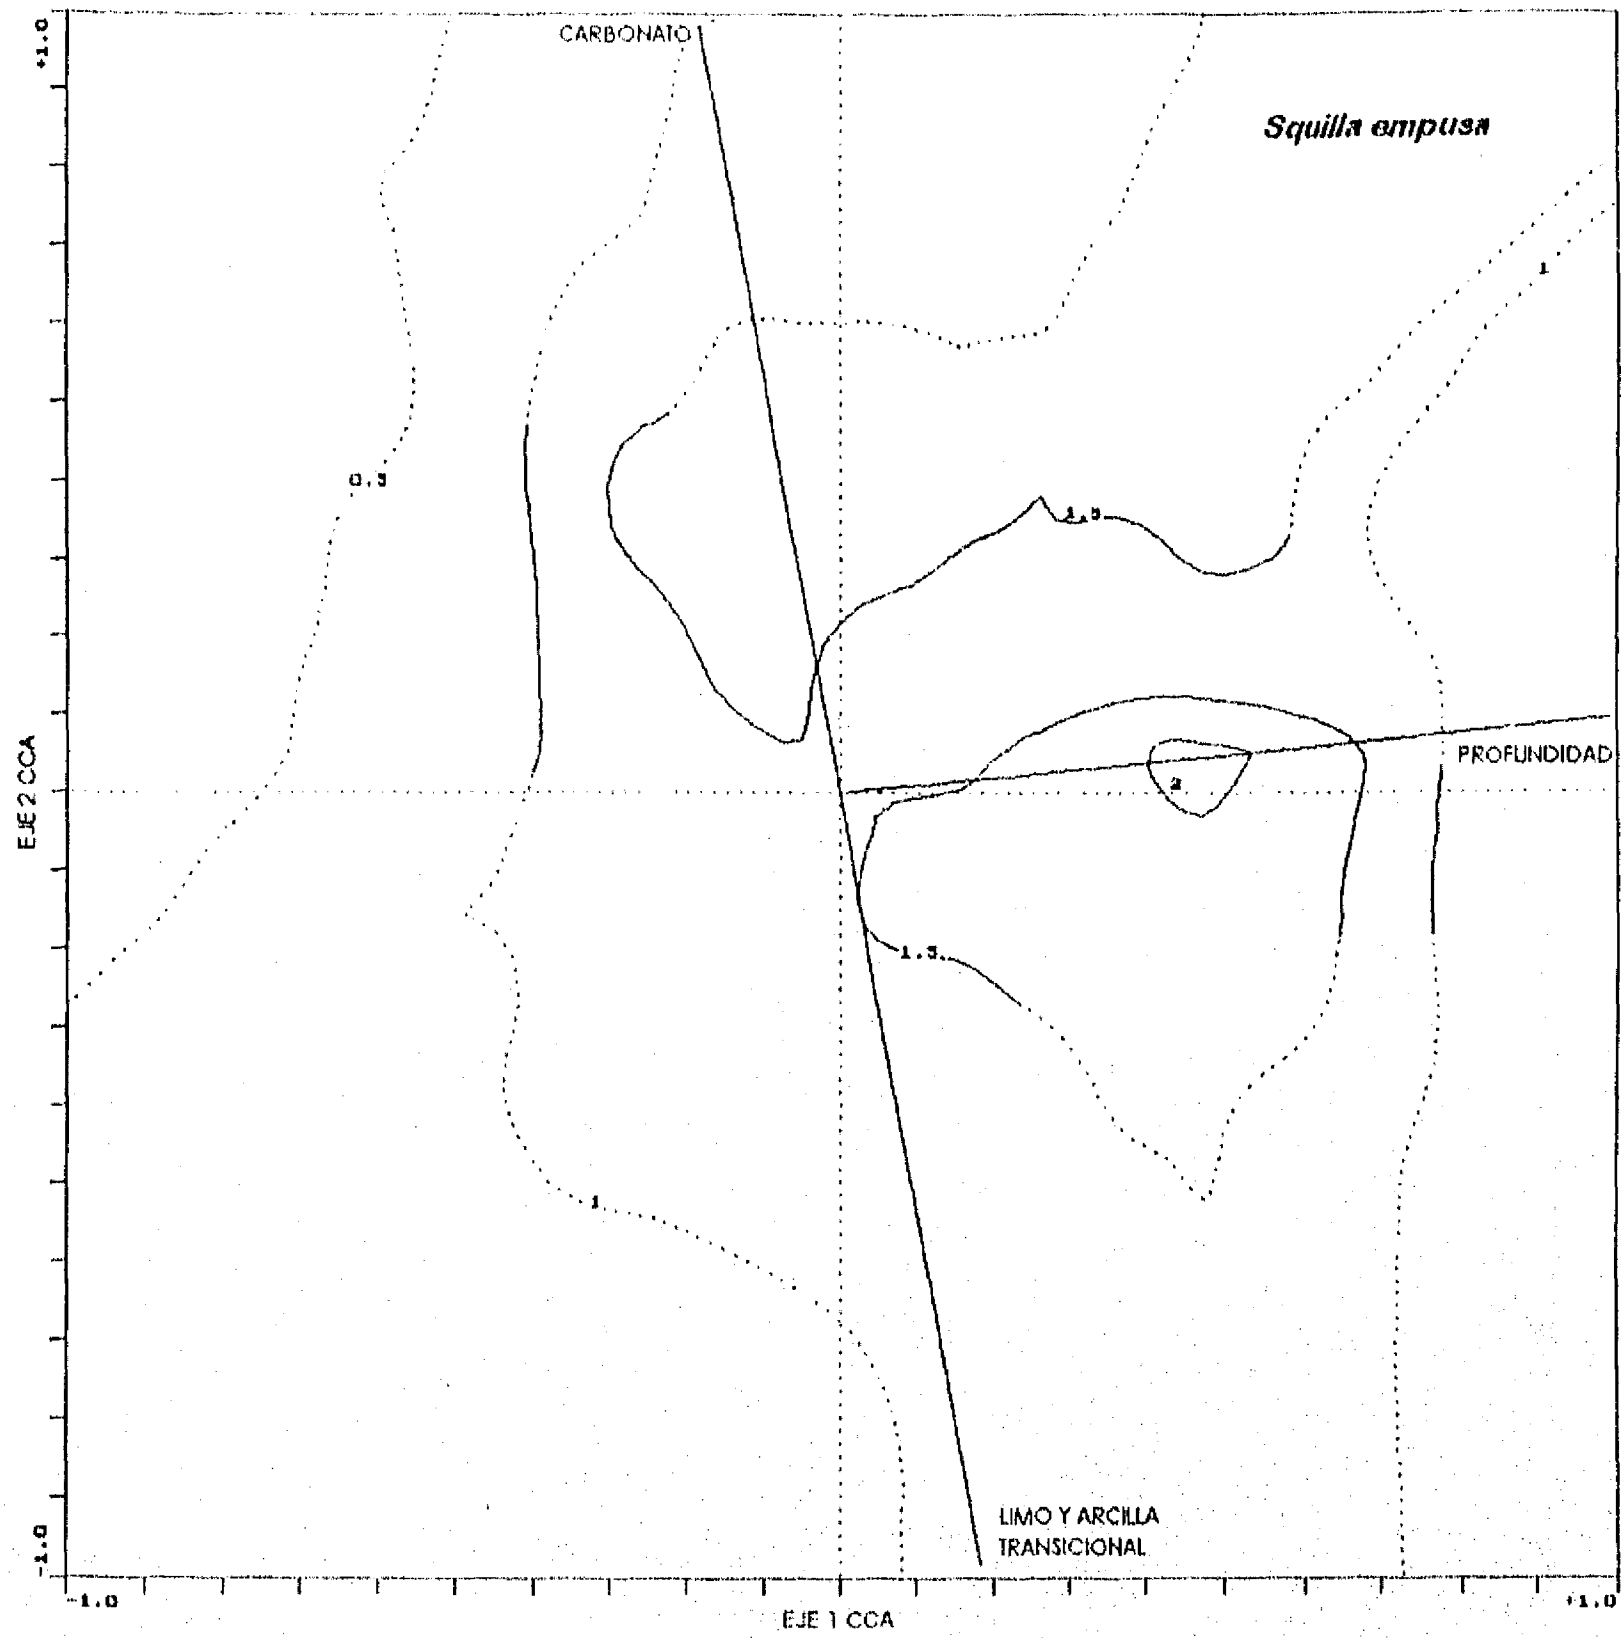 +1.0
CARBONATO
Squilla empusa
1
0.5
1.5
PROFUNDIDAD
2
EJE 2 CCA
1.5
1
LIMO Y ARCILLA
TRANSICIONAL
-1.0
-1.0
+1.0
EJE 1 CCA